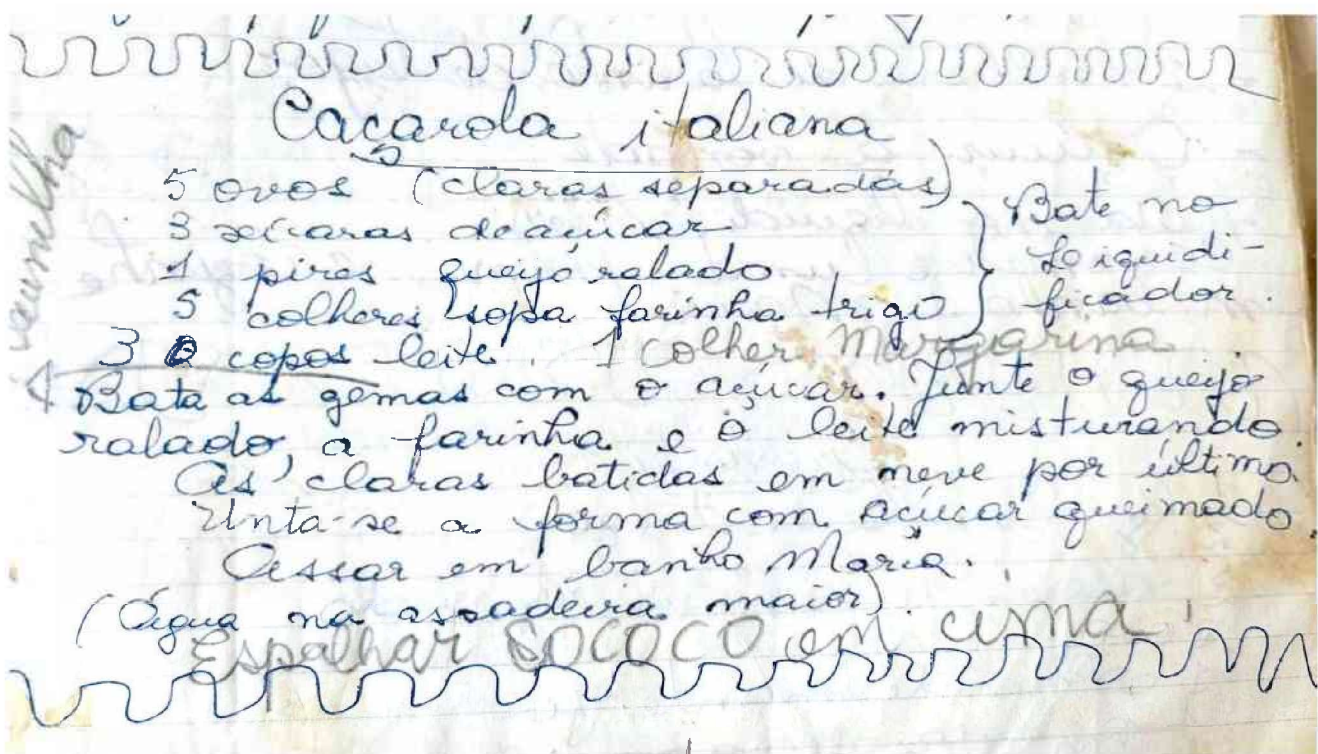 Caçarola italiana
5 ovos (claras separadas)
3 xícaras de açúcar
1 pires queijo ralado
5 colheres sopa farinha trigo
Bate no
Liquidi-
ficador.
3 copos leite. 1 colher Margarina
Bata as gemas com o açúcar. Junte o queijo
ralado, a farinha e o leite misturando.
As claras batidas em neve por último.
Unta-se a forma com açúcar queimado.
Assar em banho Maria.
(Água na assadeira maior).
Espalhar SOCOCO em cima.
vermelha